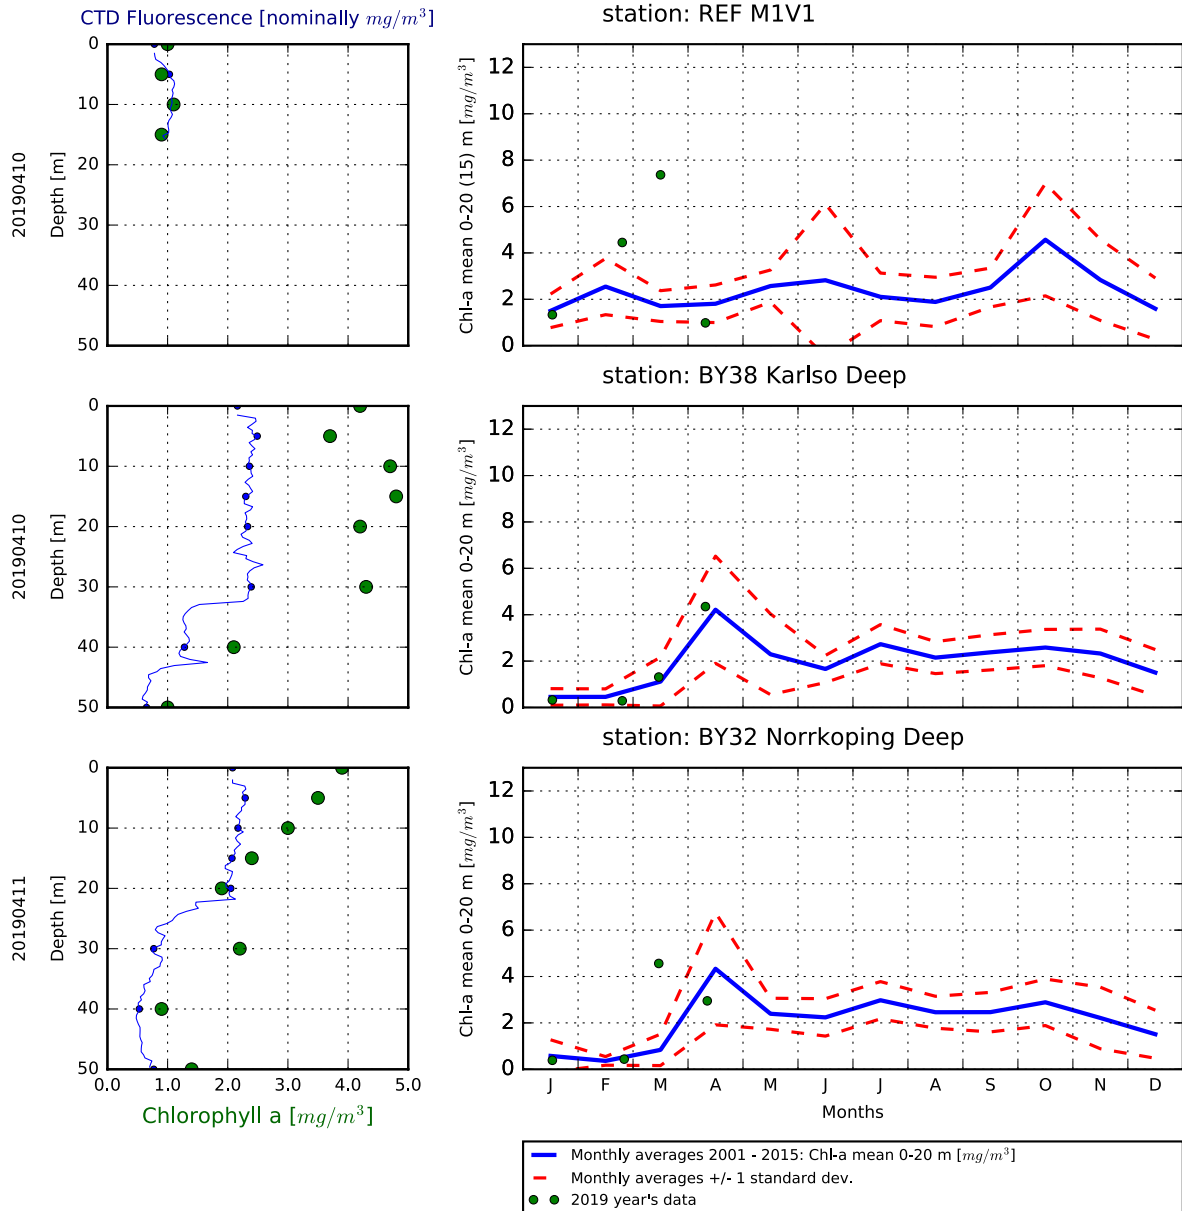 CTD Fluorescence [nominally mg/m³]
station: REF M1V1
20190410
Depth [m]
0
10
20
30
40
50
Chl-a mean 0-20 (15) m [mg/m³]
12
10
8
6
4
2
0
station: BY38 Karlso Deep
20190410
Depth [m]
0
10
20
30
40
50
Chl-a mean 0-20 m [mg/m³]
12
10
8
6
4
2
0
station: BY32 Norrkoping Deep
20190411
Depth [m]
0
10
20
30
40
50
0.0 1.0 2.0 3.0 4.0 5.0
Chlorophyll a [mg/m³]
Chl-a mean 0-20 m [mg/m³]
12
10
8
6
4
2
0
J F M A M J J A S O N D
Months
Monthly averages 2001 - 2015: Chl-a mean 0-20 m [mg/m³]
Monthly averages +/- 1 standard dev.
2019 year's data